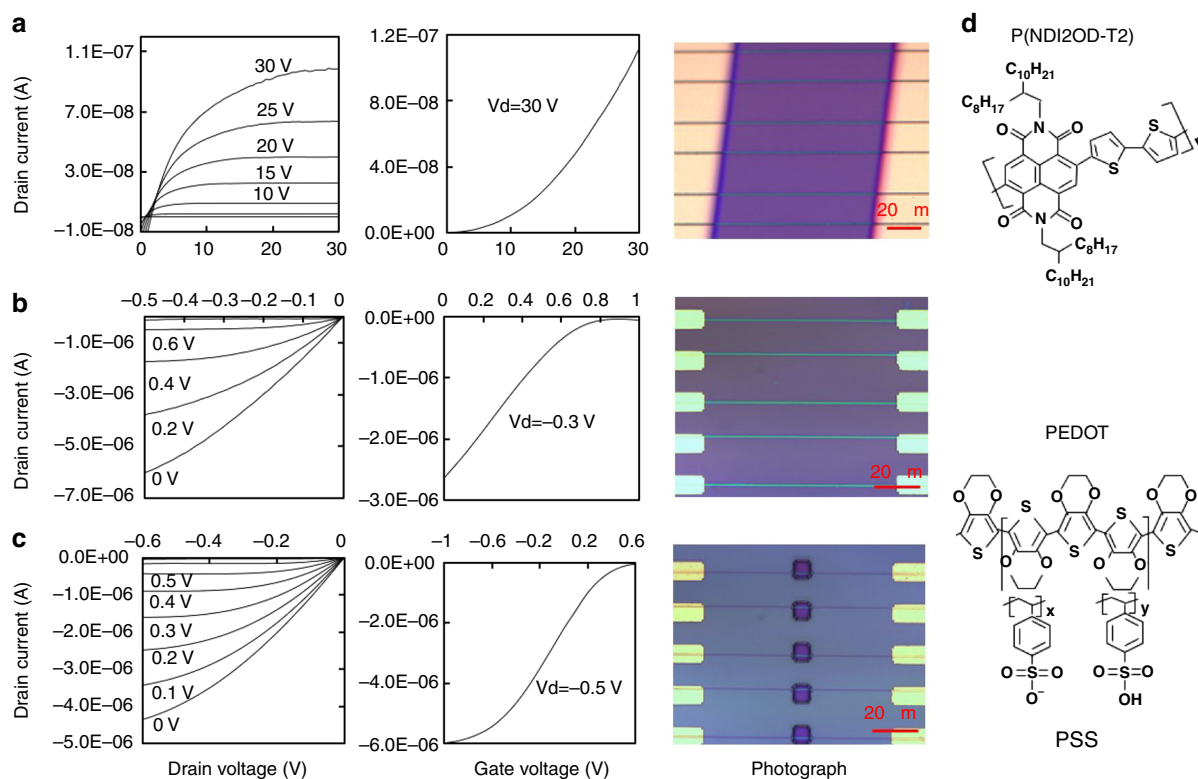 a
Drain current (A)
1.1E–07
7.0E–08
3.0E–08
–1.0E–08
30 V
25 V
20 V
15 V
10 V
0
10
20
30
1.2E–07
8.0E–08
4.0E–08
0.0E+00
Vd=30 V
0
10
20
30
20 m
b
Drain current (A)
–0.5
–0.4
–0.3
–0.2
–0.1
0
0.00E+00
–1.0E–06
–3.0E–06
–5.0E–06
–7.0E–06
0.6 V
0.4 V
0.2 V
0 V
0
0.2
0.4
0.6
0.8
1
0.0E+00
–1.0E–06
–2.0E–06
–3.0E–06
Vd=–0.3 V
20 m
c
Drain current (A)
–0.6
–0.4
–0.2
0
0.0E+00
–1.0E–06
–2.0E–06
–3.0E–06
–4.0E–06
–5.0E–06
0.5 V
0.4 V
0.3 V
0.2 V
0.1 V
0 V
Drain voltage (V)
–1
–0.6
–0.2
0.2
0.6
0.0E+00
–2.0E–06
–4.0E–06
–6.0E–06
Vd=–0.5 V
Gate voltage (V)
20 m
Photograph
d
P(NDI2OD-T2)
C10H21
C8H17
O N O
S
S
n
O N O
C8H17
C10H21
PEDOT
O O S O O S O O
S O O S O O S
x
y
O S O
O–
O S O
OH
PSS